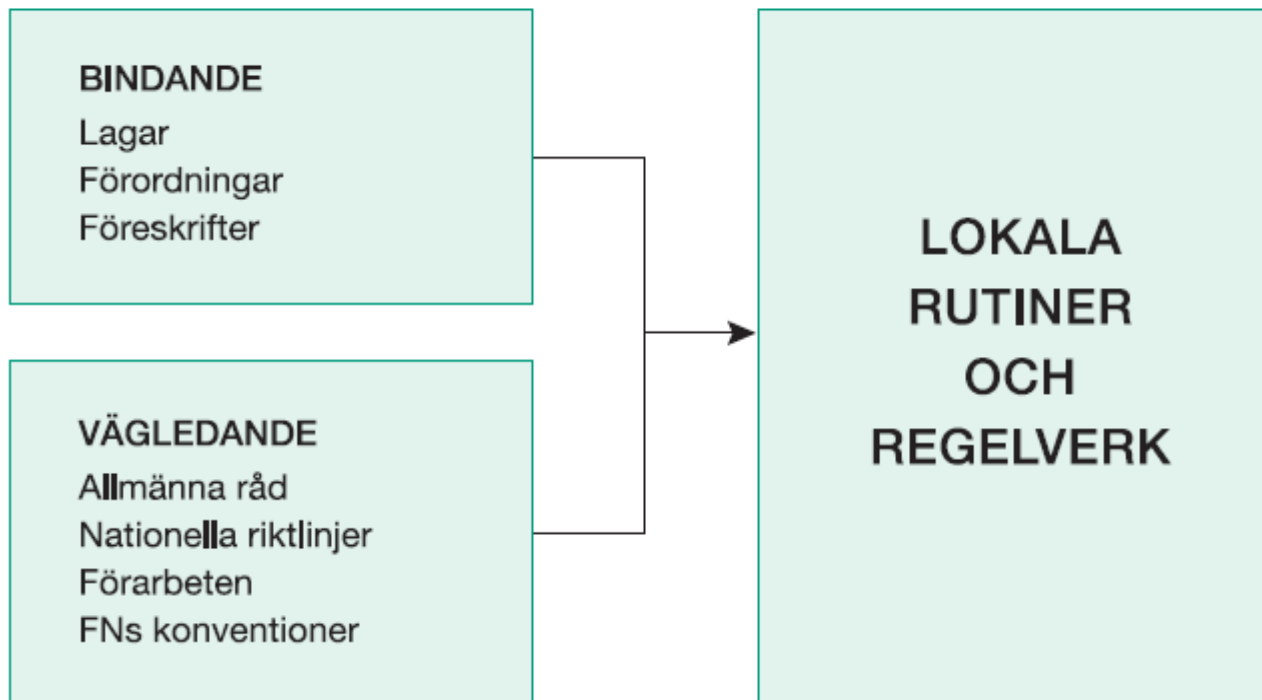 BINDANDE
Lagar
Förordningar
Föreskrifter
VÄGLEDANDE
Allmänna råd
Nationella riktlinjer
Förarbeten
FNs konventioner
LOKALA
RUTINER
OCH
REGELVERK